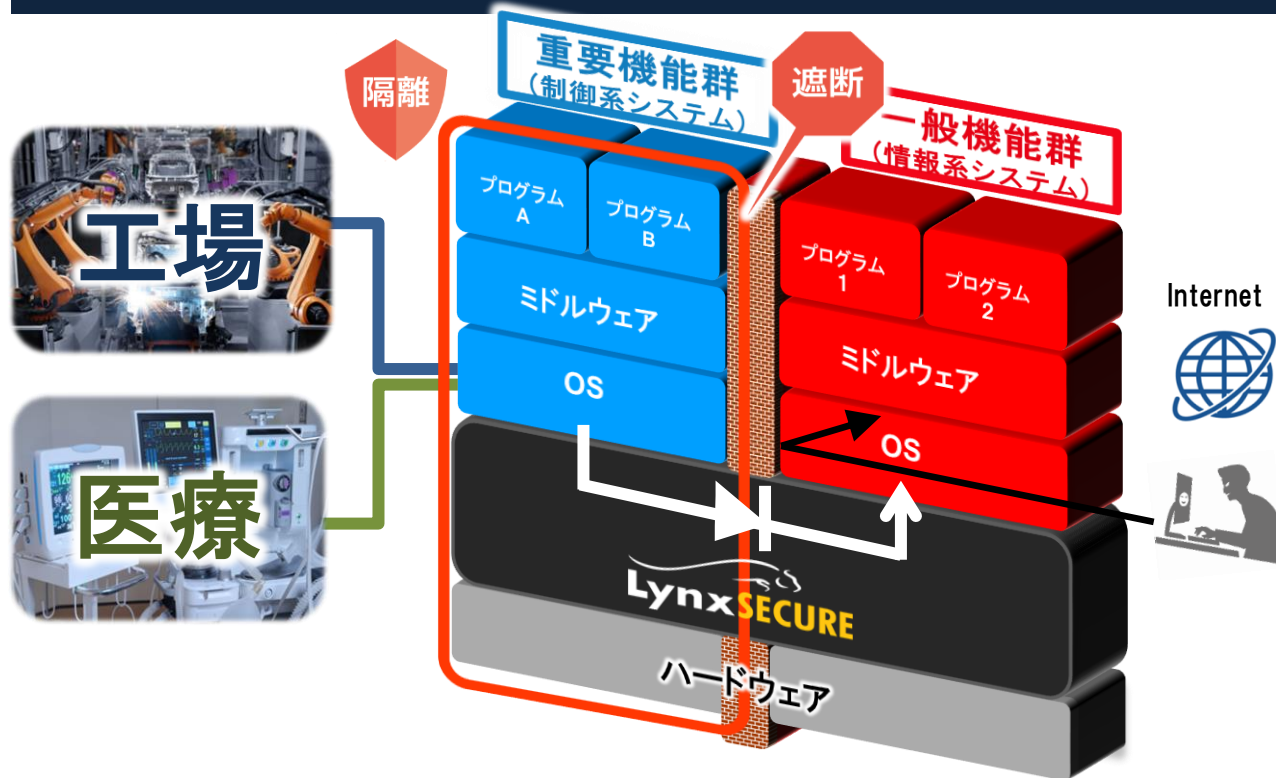 隔離
重要機能群
(制御系システム)
遮断
一般機能群
(情報系システム)
工場
医療
プログラム
A
プログラム
B
ミドルウェア
OS
プログラム
1
プログラム
2
ミドルウェア
OS
Internet
LynxSECURE
ハードウェア